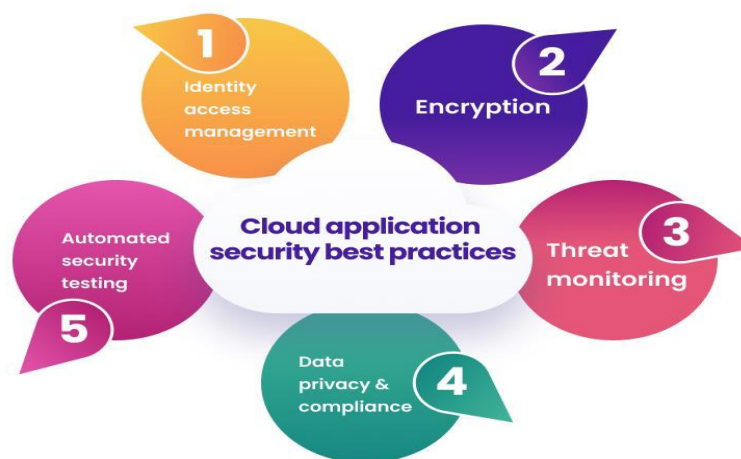 Cloud application
security best practices
1
Identity
access
management
2
Encryption
3
Threat
monitoring
4
Data
privacy &
compliance
5
Automated
security
testing